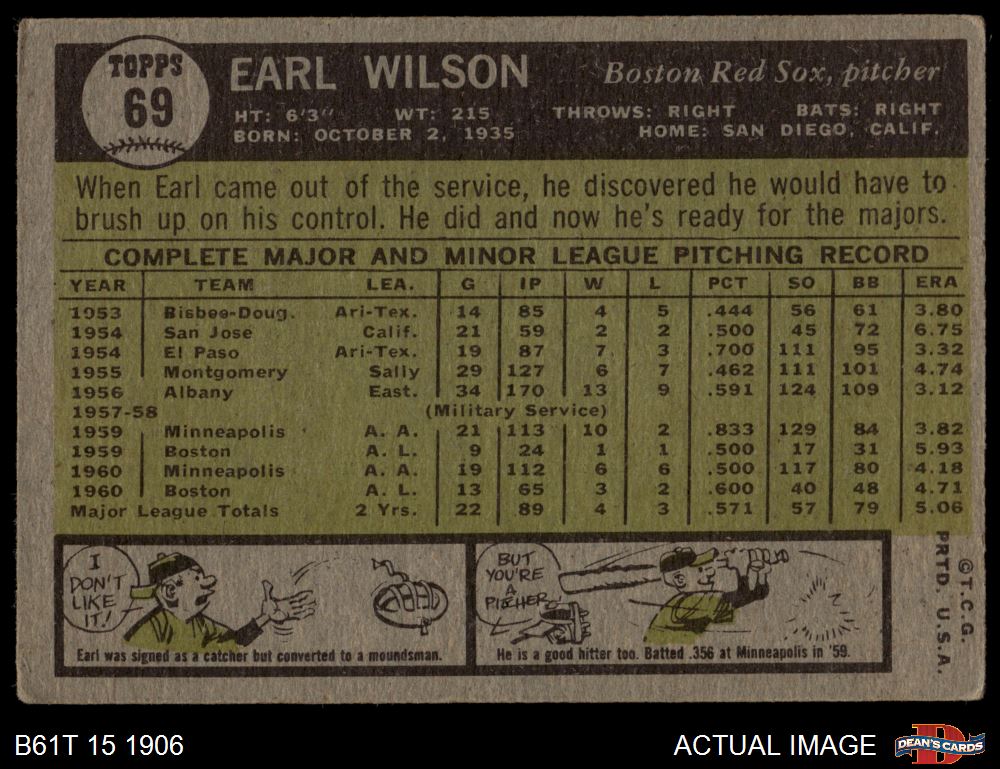 TOPPS
69
EARL WILSON
Boston Red Sox, pitcher
HT: 6'3" WT: 215 THROWS: RIGHT BATS: RIGHT
BORN: OCTOBER 2, 1935 HOME: SAN DIEGO, CALIF.
When Earl came out of the service, he discovered he would have to
brush up on his control. He did and now he's ready for the majors.
COMPLETE MAJOR AND MINOR LEAGUE PITCHING RECORD
YEAR TEAM LEA. G IP W L PCT SO BB ERA
1953 Bisbee-Doug. Ari-Tex. 14 85 4 5 .444 56 61 3.80
1954 San Jose Calif. 21 59 2 2 .500 45 72 6.75
1954 El Paso Ari-Tex. 19 87 7 3 .700 111 95 3.32
1955 Montgomery Sally 29 127 6 7 .462 111 101 4.74
1956 Albany East. 34 170 13 9 .591 124 109 3.12
1957-58 (Military Service)
1959 Minneapolis A. A. 21 113 10 2 .833 129 84 3.82
1959 Boston A. L. 9 24 1 1 .500 17 31 5.93
1960 Minneapolis A. A. 19 112 6 6 .500 117 80 4.18
1960 Boston A. L. 13 65 3 2 .600 40 48 4.71
Major League Totals 2 Yrs. 22 89 4 3 .571 57 79 5.06
I
DON'T
LIKE
IT!
Earl was signed as a catcher but converted to a moundsman.
BUT
YOU'RE
A
PITCHER
He is a good hitter too. Batted .356 at Minneapolis in '59.
©T.C.G.
PRTD U.S.A.
B61T 15 1906
ACTUAL IMAGE
D
DEAN'S CARDS